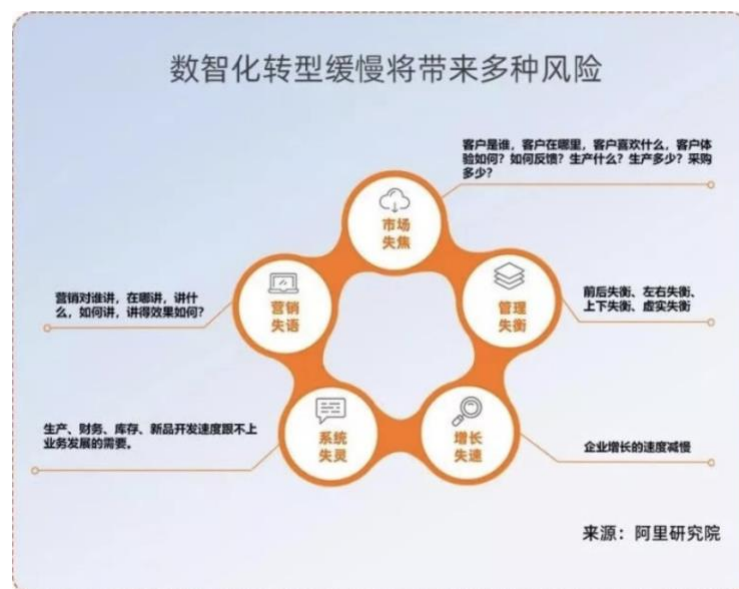 数智化转型缓慢将带来多种风险
客户是谁，客户在哪里，客户喜欢什么，客户体
验如何？如何反馈？生产什么？生产多少？采购
多少？
市场
失焦
营销对谁讲，在哪讲，讲什
么，如何讲，讲得效果如何？
营销
失语
管理
失衡
前后失衡、左右失衡、
上下失衡、虚实失衡
生产、财务、库存、新品开发速度跟不上
业务发展的需要。
系统
失灵
增长
失速
企业增长的速度减慢
来源：阿里研究院